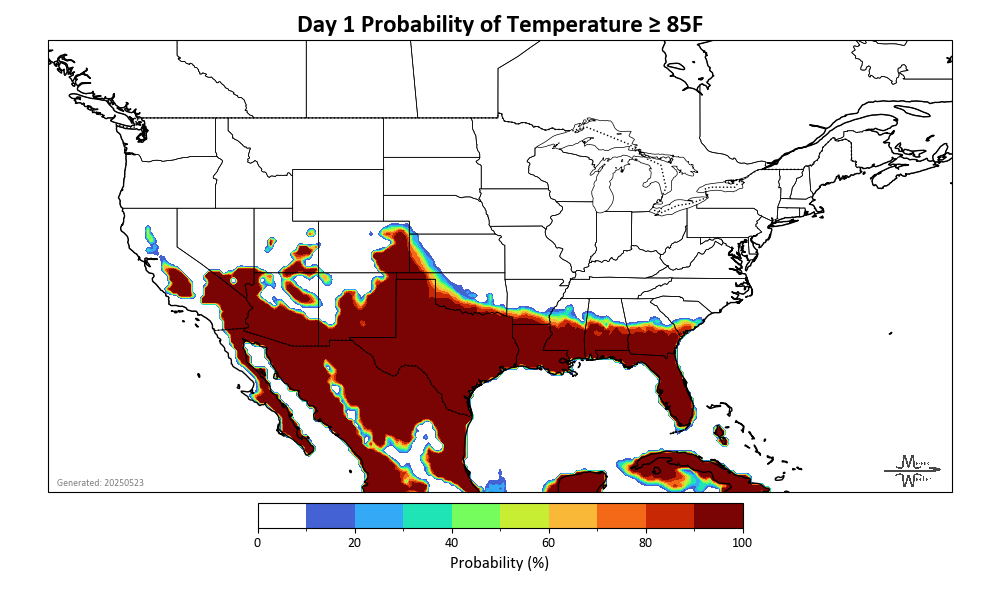 Day 1 Probability of Temperature ≥ 85F
Generated: 20250523
0 20 40 60 80 100
Probability (%)